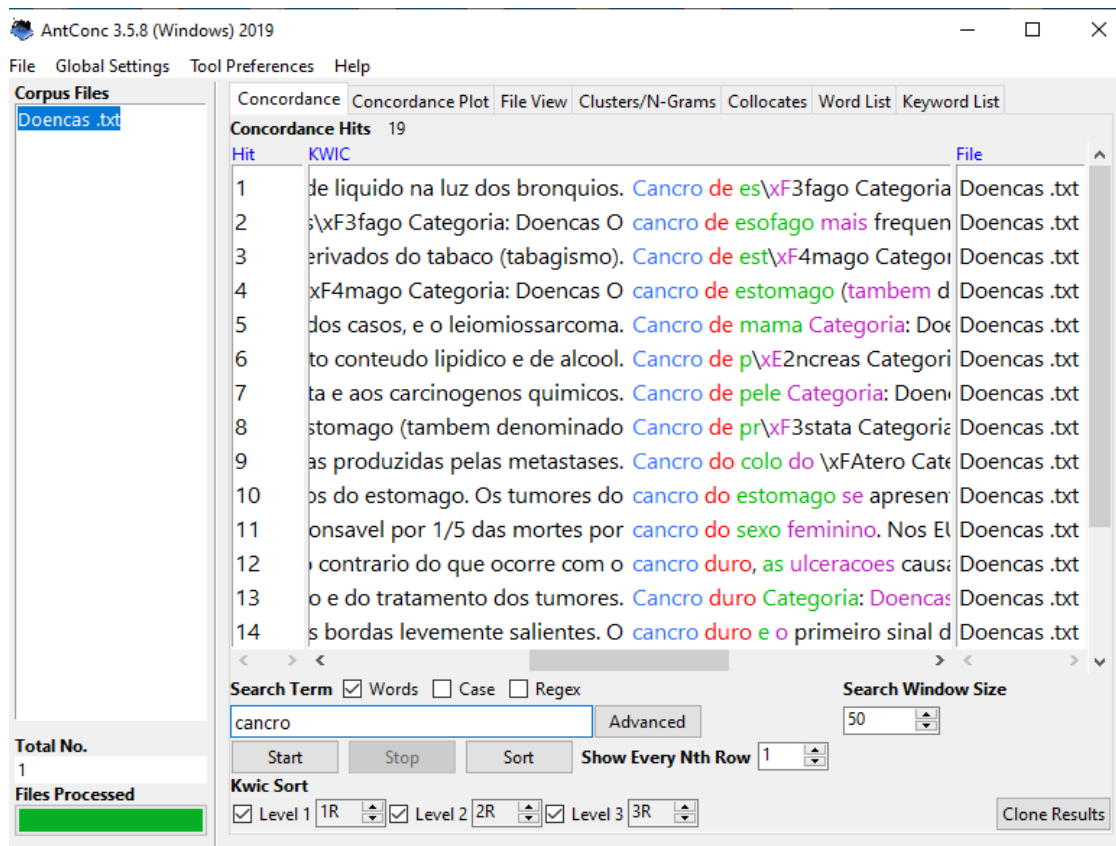 AntConc 3.5.8 (Windows) 2019
File Global Settings Tool Preferences Help
Corpus Files
Doencas .txt
Concordance Concordance Plot File View Clusters/N-Grams Collocates Word List Keyword List
Concordance Hits 19
Hit KWIC File
1 de liquido na luz dos bronquios. Cancro de es\xF3fago Categoria Doencas .txt
2 s\xF3fago Categoria: Doencas O cancro de esofago mais frequen Doencas .txt
3 erivados do tabaco (tabagismo). Cancro de est\xF4mago Categor Doencas .txt
4 xF4mago Categoria: Doencas O cancro de estomago (tambem d Doencas .txt
5 dos casos, e o leiomiossarcoma. Cancro de mama Categoria: Doe Doencas .txt
6 to conteudo lipidico e de alcool. Cancro de p\xE2ncreas Categori Doencas .txt
7 ta e aos carcinogenos quimicos. Cancro de pele Categoria: Doen Doencas .txt
8 stomago (tambem denominado Cancro de pr\xF3stata Categoria Doencas .txt
9 as produzidas pelas metastases. Cancro do colo do \xFAtero Cate Doencas .txt
10 os do estomago. Os tumores do cancro do estomago se apresen Doencas .txt
11 onsavel por 1/5 das mortes por cancro do sexo feminino. Nos EU Doencas .txt
12 contrario do que ocorre com o cancro duro, as ulceracoes causa Doencas .txt
13 o e do tratamento dos tumores. Cancro duro Categoria: Doencas Doencas .txt
14 s bordas levemente salientes. O cancro duro e o primeiro sinal d Doencas .txt
Search Term Words Case Regex Search Window Size
cancro Advanced 50
Total No.
1
Start Stop Sort Show Every Nth Row 1
Files Processed
Kwic Sort
Level 1 1R Level 2 2R Level 3 3R Clone Results